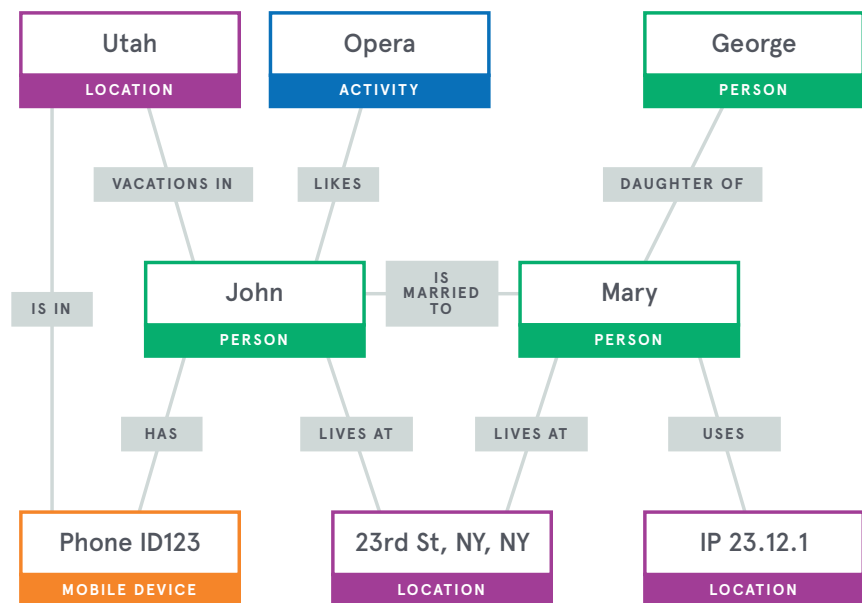 Utah
LOCATION
Opera
ACTIVITY
George
PERSON
VACATIONS IN
LIKES
DAUGHTER OF
John
PERSON
IS
MARRIED
TO
Mary
PERSON
IS IN
HAS
LIVES AT
LIVES AT
USES
Phone ID123
MOBILE DEVICE
23rd St, NY, NY
LOCATION
IP 23.12.1
LOCATION